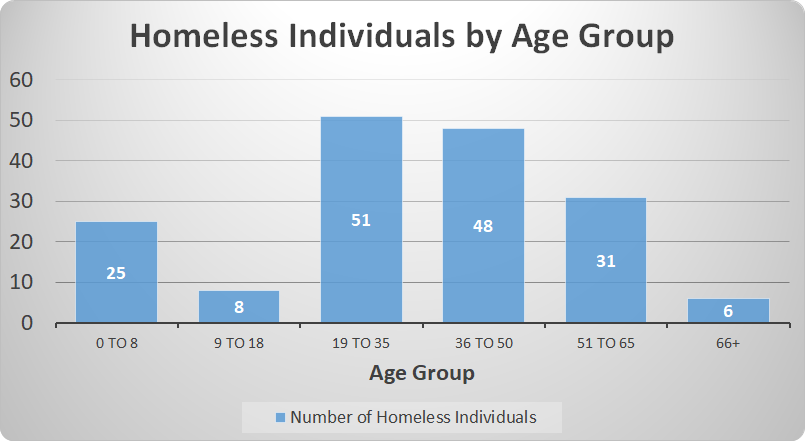 Homeless Individuals by Age Group
60
50
40
30
20
10
0
25
8
51
48
31
6
0 TO 8
9 TO 18
19 TO 35
36 TO 50
51 TO 65
66+
Age Group
Number of Homeless Individuals